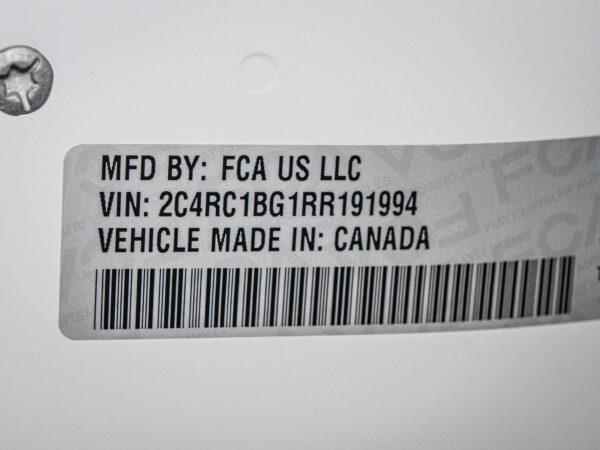 MFD BY: FCA US LLC
VIN: 2C4RC1BG1RR191994
VEHICLE MADE IN: CANADA